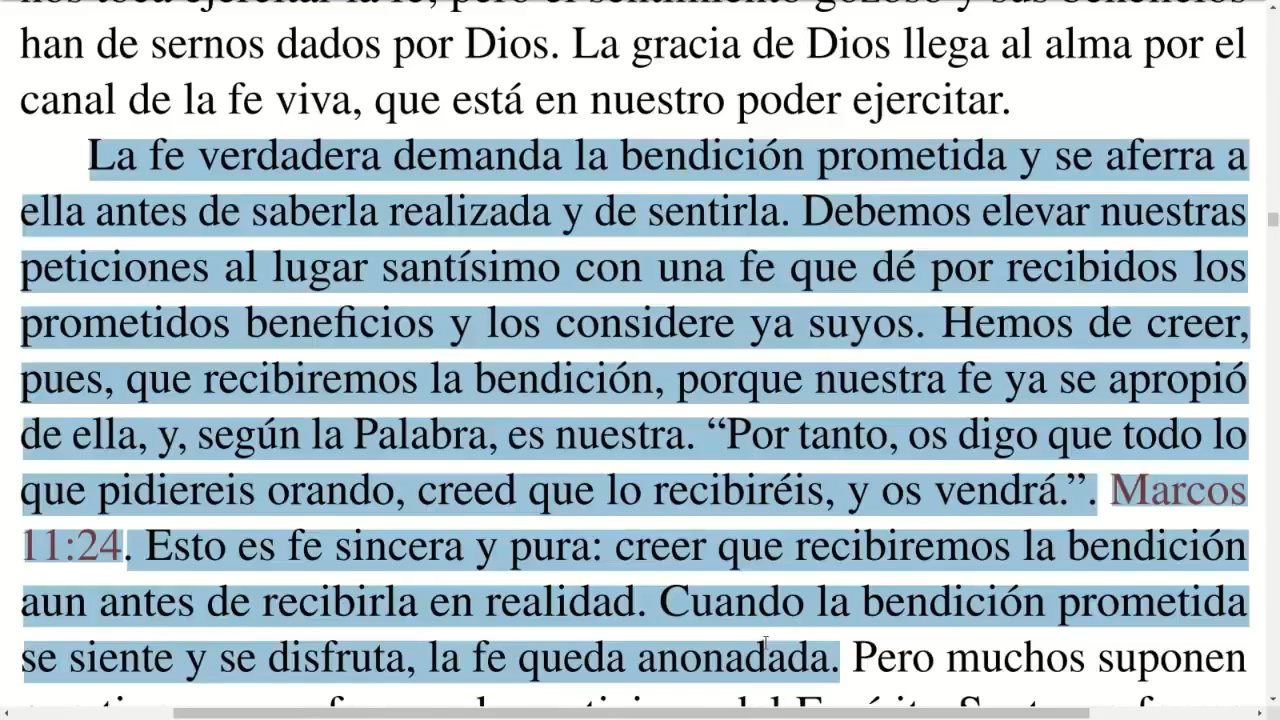 han de sernos dados por Dios. La gracia de Dios llega al alma por el
canal de la fe viva, que está en nuestro poder ejercitar.
La fe verdadera demanda la bendición prometida y se aferra a
ella antes de saberla realizada y de sentirla. Debemos elevar nuestras
peticiones al lugar santísimo con una fe que dé por recibidos los
prometidos beneficios y los considere ya suyos. Hemos de creer,
pues, que recibiremos la bendición, porque nuestra fe ya se apropió
de ella, y, según la Palabra, es nuestra. “Por tanto, os digo que todo lo
que pidiereis orando, creed que lo recibiréis, y os vendrá.”. Marcos
11:24. Esto es fe sincera y pura: creer que recibiremos la bendición
aun antes de recibirla en realidad. Cuando la bendición prometida
se siente y se disfruta, la fe queda anonadada. Pero muchos suponen